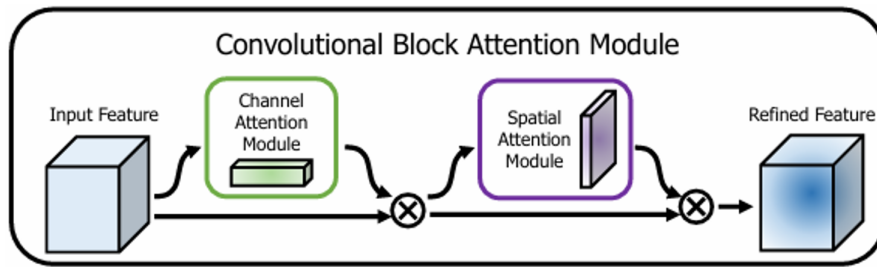 Convolutional Block Attention Module
Input Feature
Channel
Attention
Module
Spatial
Attention
Module
Refined Feature